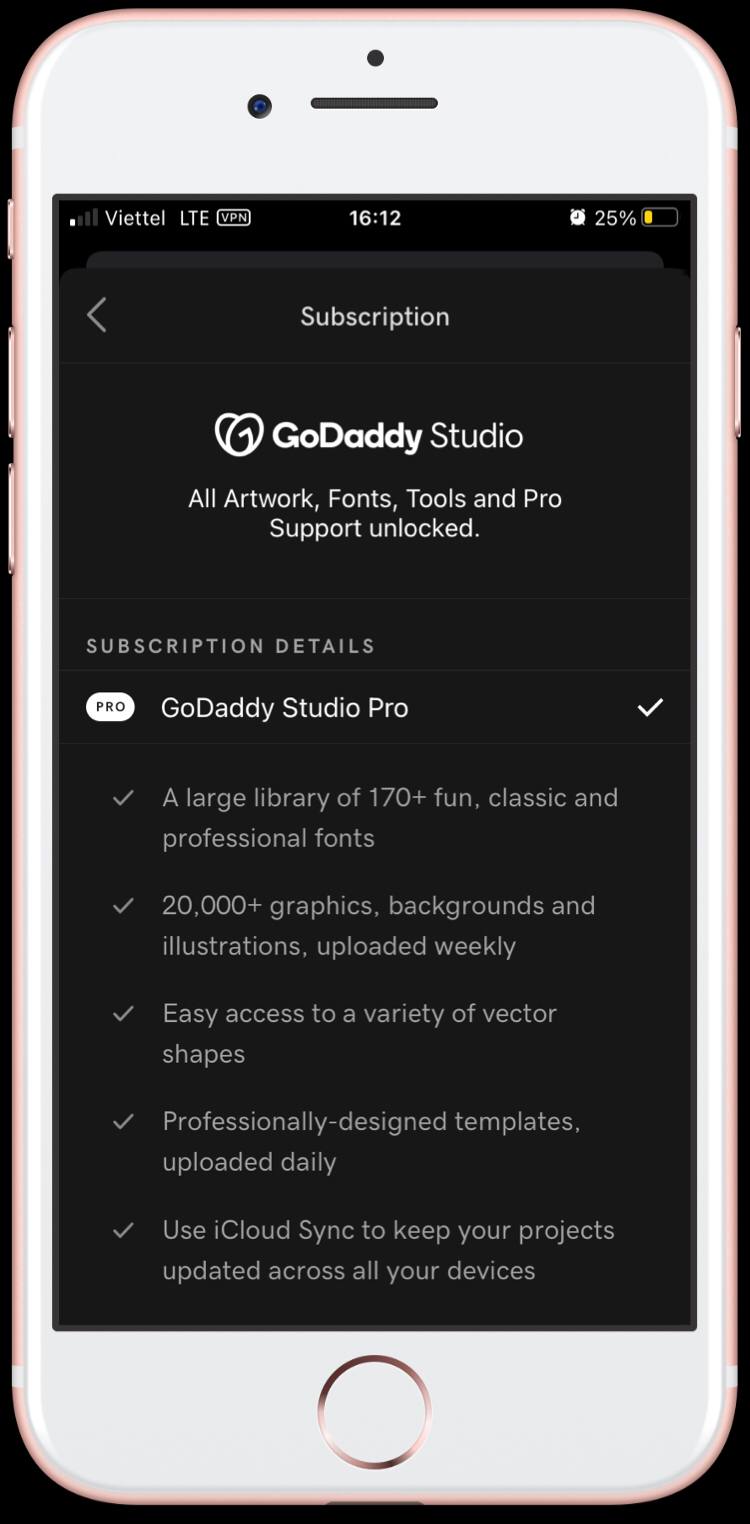 Viettel LTE VPN 16:12 25%
Subscription
GoDaddy Studio
All Artwork, Fonts, Tools and Pro
Support unlocked.
SUBSCRIPTION DETAILS
PRO GoDaddy Studio Pro
A large library of 170+ fun, classic and
professional fonts
20,000+ graphics, backgrounds and
illustrations, uploaded weekly
Easy access to a variety of vector
shapes
Professionally-designed templates,
uploaded daily
Use iCloud Sync to keep your projects
updated across all your devices